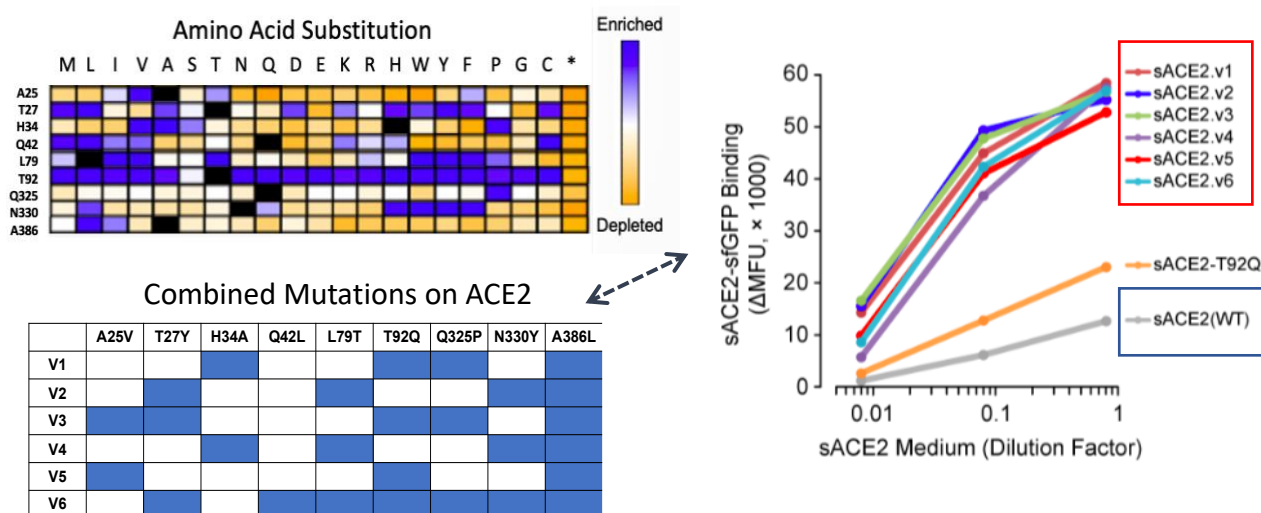 Amino Acid Substitution
M L I V A S T N Q D E K R H W Y F P G C *
A25
T27
H34
Q42
L79
T92
Q325
N330
A386
Enriched
Depleted
Combined Mutations on ACE2
A25V T27Y H34A Q42L L79T T92Q Q325P N330Y A386L
V1
V2
V3
V4
V5
V6
sACE2-sfGFP Binding
(ΔMFU, × 1000)
60
50
40
30
20
10
0
0.01 0.1 1
sACE2 Medium (Dilution Factor)
sACE2.v1
sACE2.v2
sACE2.v3
sACE2.v4
sACE2.v5
sACE2.v6
sACE2-T92Q
sACE2(WT)